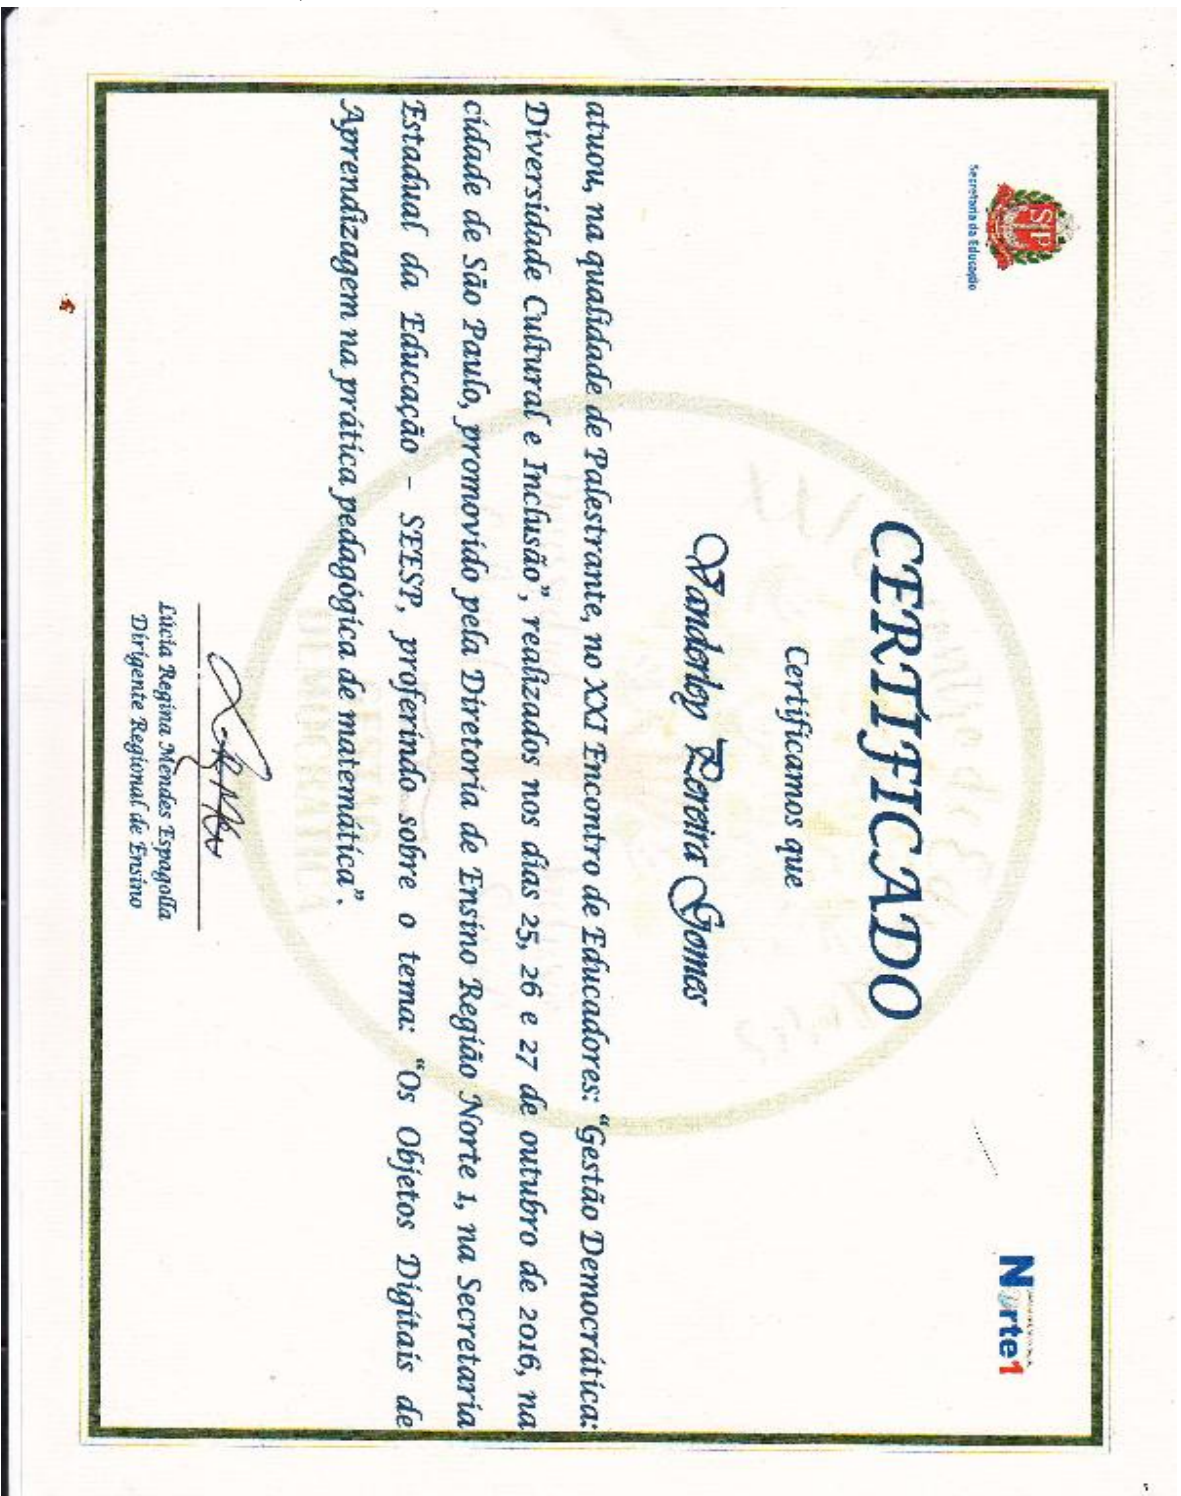 Secretaria da Educação
Norte1
CERTIFICADO
Certificamos que
Vanderley Pereira Gomes
atuou, na qualidade de Palestrante, no XXI Encontro de Educadores: “Gestão Democrática:
Diversidade Cultural e Inclusão”, realizados nos dias 25, 26 e 27 de outubro de 2016, na
cidade de São Paulo, promovido pela Diretoria de Ensino Região Norte 1, na Secretaria
Estadual da Educação – SEESP, proferindo sobre o tema: “Os Objetos Digitais de
Aprendizagem na prática pedagógica de matemática”.
Lúcia Regina Mendes Espagolla
Dirigente Regional de Ensino
GESTÃO
DEMOCRÁTICA